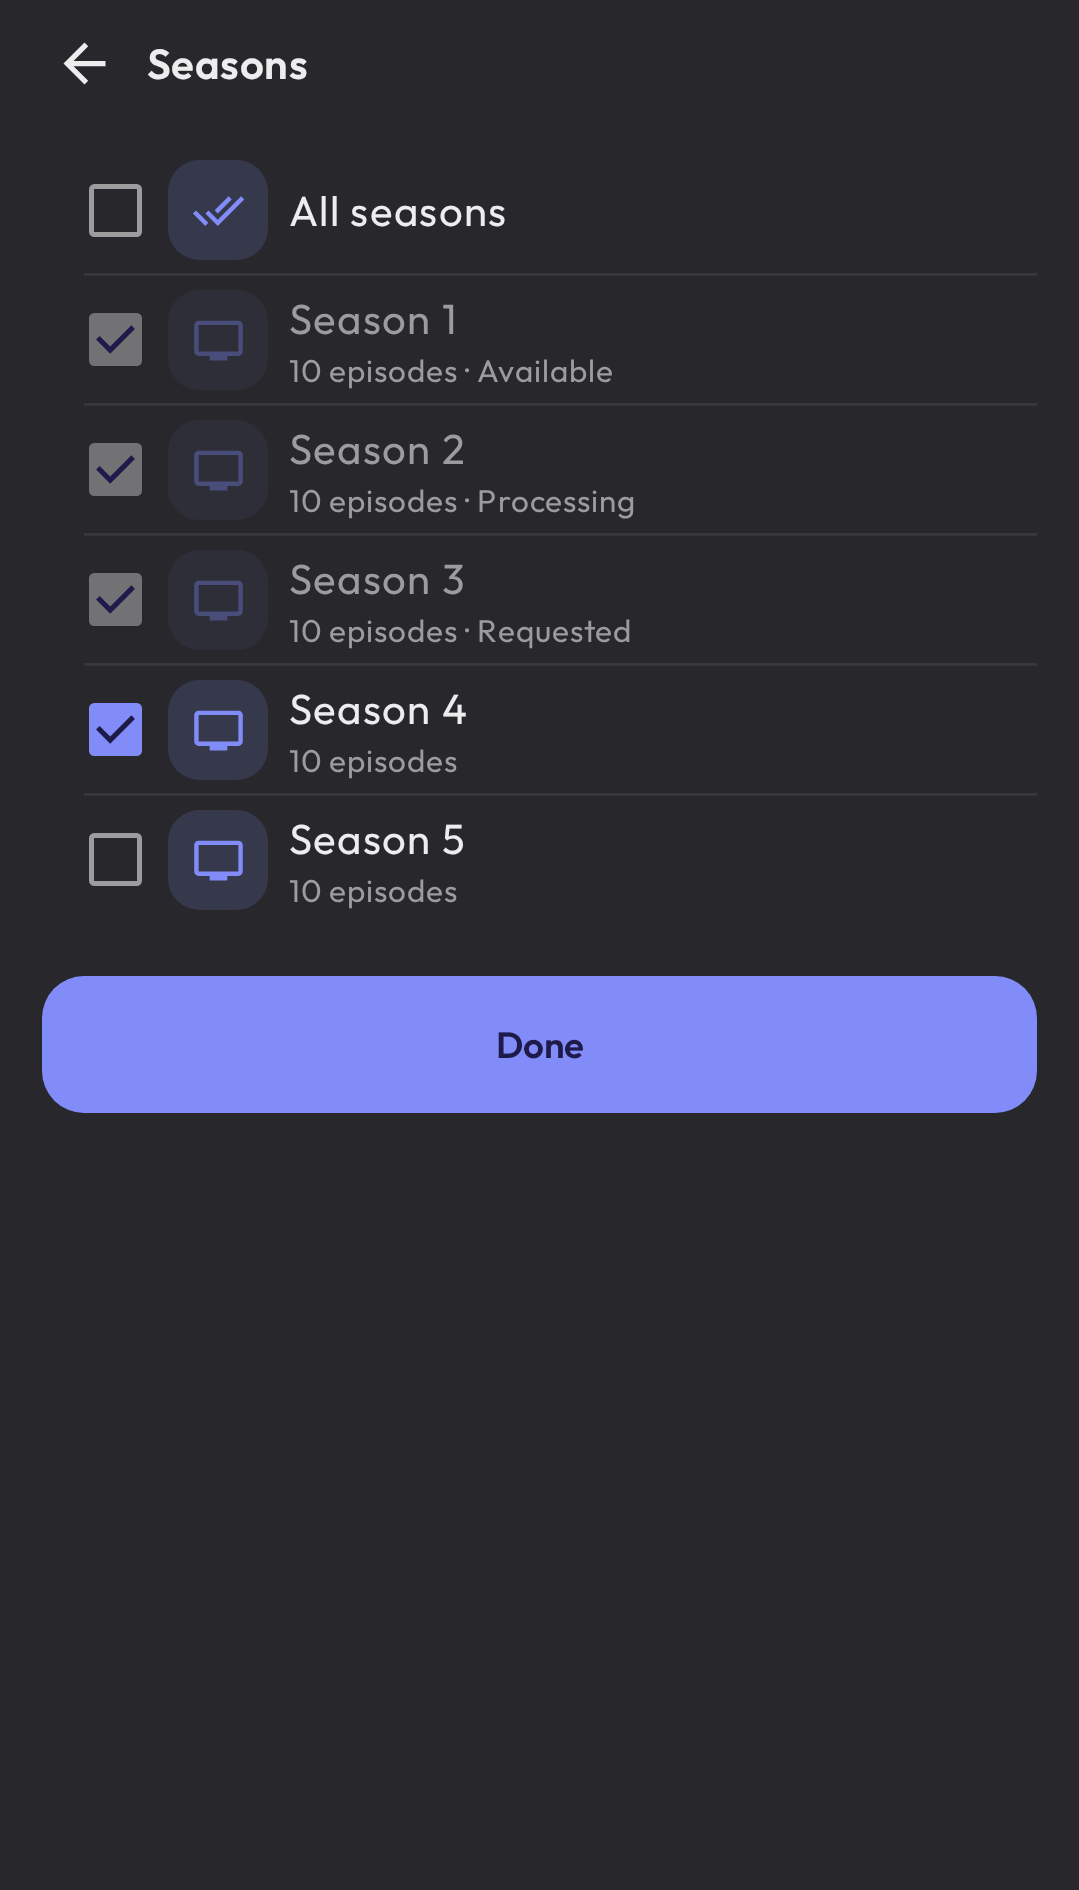 Seasons
All seasons
Season 1
10 episodes · Available
Season 2
10 episodes · Processing
Season 3
10 episodes · Requested
Season 4
10 episodes
Season 5
10 episodes
Done